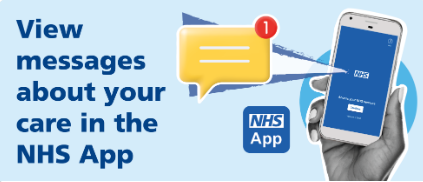 View
messages
about your
care in the
NHS App
1
NHS
App
NHS